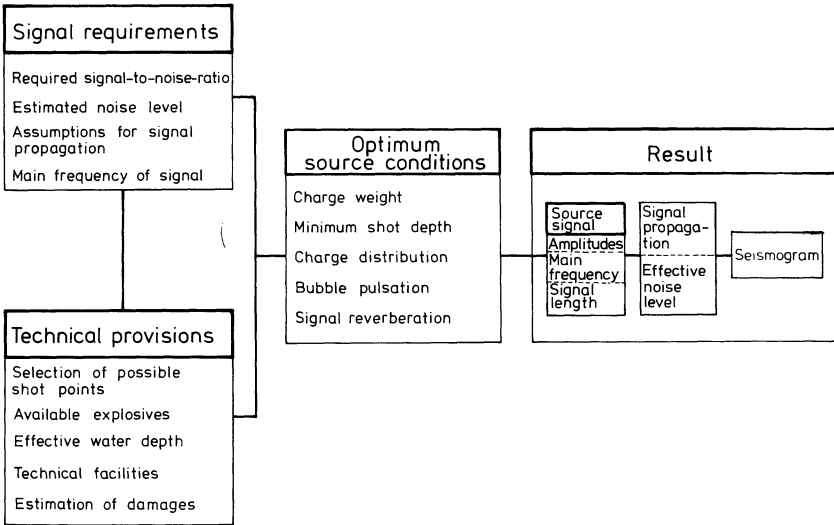 Signal requirements
Required signal-to-noise-ratio
Estimated noise level
Assumptions for signal
propagation
Main frequency of signal
Technical provisions
Selection of possible
shot points
Available explosives
Effective water depth
Technical facilities
Estimation of damages
Optimum
source conditions
Charge weight
Minimum shot depth
Charge distribution
Bubble pulsation
Signal reverberation
Result
Source
signal
Amplitudes
Main
frequency
Signal
length
Signal
propaga-
tion
Effective
noise
level
Seismogram